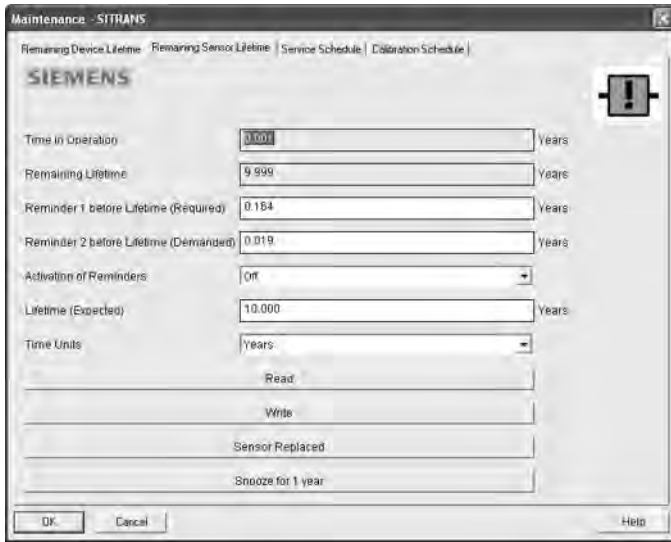 Maintenance - SITRANS
Remaining Device Lifetime | Remaining Sensor Lifetime | Service Schedule | Calibration Schedule |
SIEMENS
Time in Operation 0.001 Years
Remaining Lifetime 9.999 Years
Reminder 1 before Lifetime (Required) 0.164 Years
Reminder 2 before Lifetime (Demanded) 0.019 Years
Activation of Reminders Off
Lifetime (Expected) 10.000 Years
Time Units Years
Read
Write
Sensor Replaced
Snooze for 1 year
OK Cancel Help